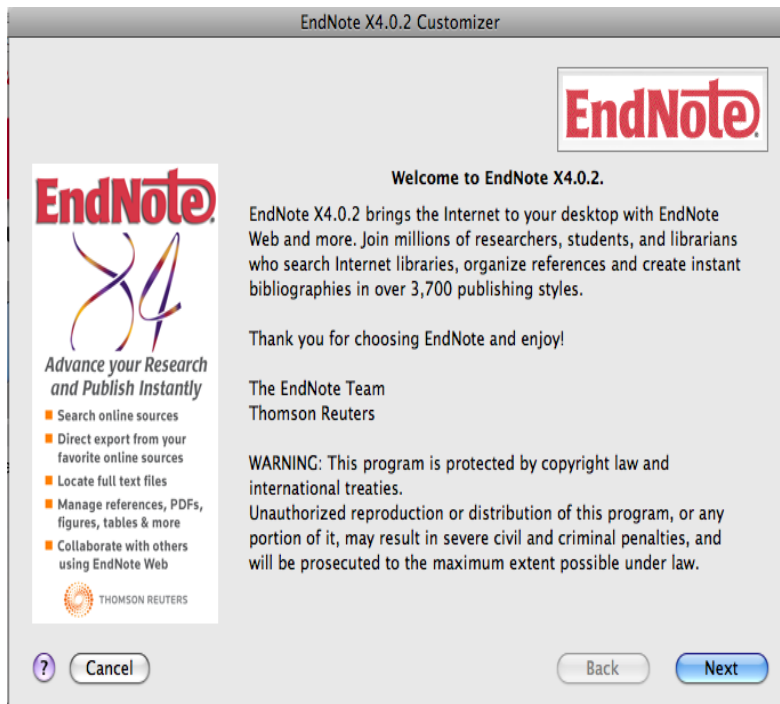 EndNote X4.0.2 Customizer
EndNote
EndNote
X4
Advance your Research
and Publish Instantly
Search online sources
Direct export from your
favorite online sources
Locate full text files
Manage references, PDFs,
figures, tables & more
Collaborate with others
using EndNote Web
THOMSON REUTERS
Welcome to EndNote X4.0.2.
EndNote X4.0.2 brings the Internet to your desktop with EndNote
Web and more. Join millions of researchers, students, and librarians
who search Internet libraries, organize references and create instant
bibliographies in over 3,700 publishing styles.
Thank you for choosing EndNote and enjoy!
The EndNote Team
Thomson Reuters
WARNING: This program is protected by copyright law and
international treaties.
Unauthorized reproduction or distribution of this program, or any
portion of it, may result in severe civil and criminal penalties, and
will be prosecuted to the maximum extent possible under law.
? Cancel Back Next